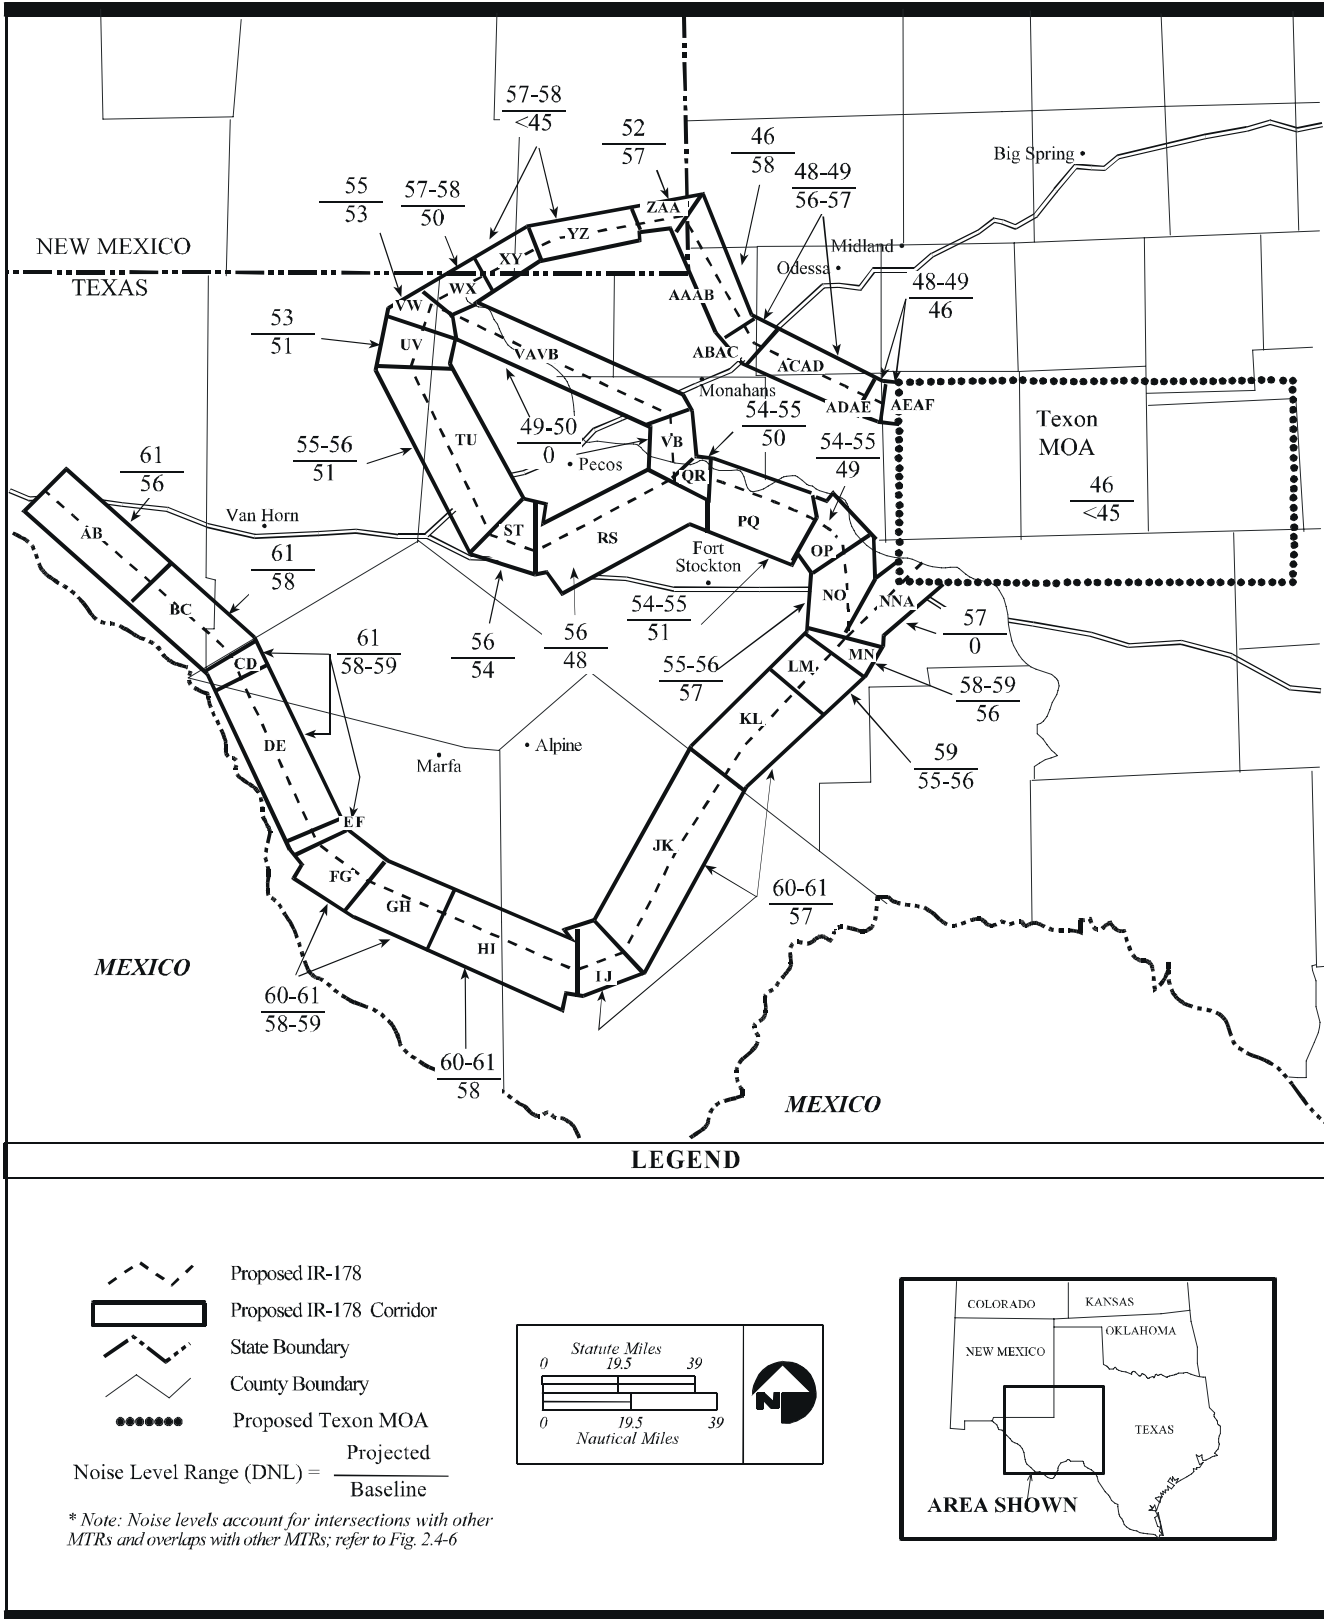 57-58
<45
52
57
46
58
48-49
56-57
Big Spring
55
53
57-58
50
ZAA
YZ
NEW MEXICO
TEXAS
XY
WX
VW
Midland
Odessa
48-49
46
AAAB
53
51
UV
VAVB
ABAC
ACAD
Monahans
ADAE
AEAF
Texon
MOA
46
<45
54-55
50
54-55
49
49-50
0
VB
TU
55-56
51
Pecos
QR
61
56
Van Horn
AB
ST
RS
PQ
Fort
Stockton
OP
61
58
BC
NO
NNA
54-55
51
57
0
61
58-59
56
54
56
48
CD
55-56
57
LM
MN
58-59
56
DE
KL
Marfa
Alpine
59
55-56
EF
JK
FG
GH
60-61
57
HI
IJ
MEXICO
60-61
58-59
60-61
58
MEXICO
LEGEND
Proposed IR-178
Proposed IR-178 Corridor
State Boundary
County Boundary
Proposed Texon MOA
Noise Level Range (DNL) =
Projected
Baseline
* Note: Noise levels account for intersections with other
MTRs and overlaps with other MTRs; refer to Fig. 2.4-6
Statute Miles
0 19.5 39
0 19.5 39
Nautical Miles
N
COLORADO
KANSAS
OKLAHOMA
NEW MEXICO
TEXAS
AREA SHOWN